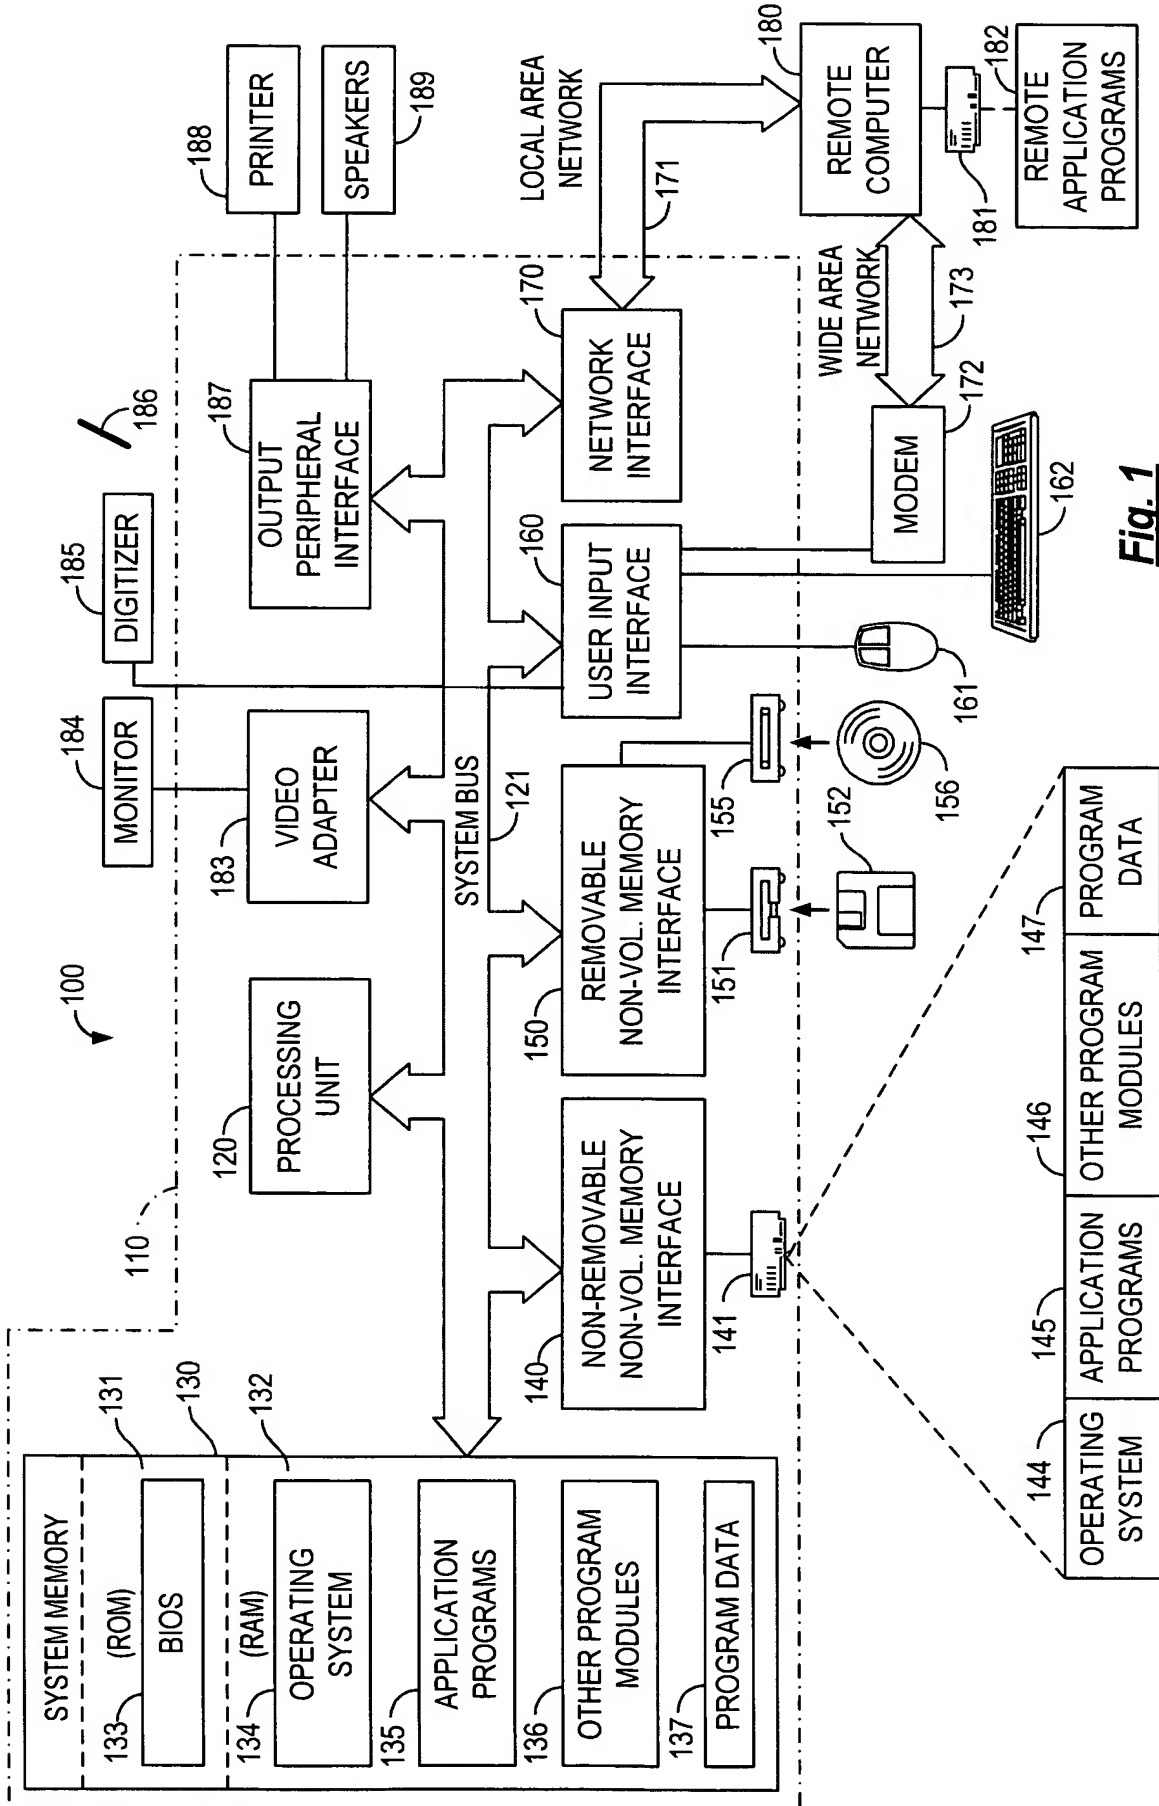 100
110
SYSTEM MEMORY
(ROM)
131
133
BIOS
130
(RAM)
132
134
OPERATING
SYSTEM
135
APPLICATION
PROGRAMS
136
OTHER PROGRAM
MODULES
137
PROGRAM DATA
120
PROCESSING
UNIT
183
VIDEO
ADAPTER
MONITOR
184
DIGITIZER
185
186
187
OUTPUT
PERIPHERAL
INTERFACE
188
PRINTER
SPEAKERS
189
SYSTEM BUS
121
140
NON-REMOVABLE
NON-VOL. MEMORY
INTERFACE
150
REMOVABLE
NON-VOL. MEMORY
INTERFACE
160
USER INPUT
INTERFACE
170
NETWORK
INTERFACE
LOCAL AREA
NETWORK
171
141
151
155
152
156
161
162
MODEM
172
WIDE AREA
NETWORK
173
180
REMOTE
COMPUTER
181
182
REMOTE
APPLICATION
PROGRAMS
144
OPERATING
SYSTEM
145
APPLICATION
PROGRAMS
146
OTHER PROGRAM
MODULES
147
PROGRAM
DATA
Fig. 1